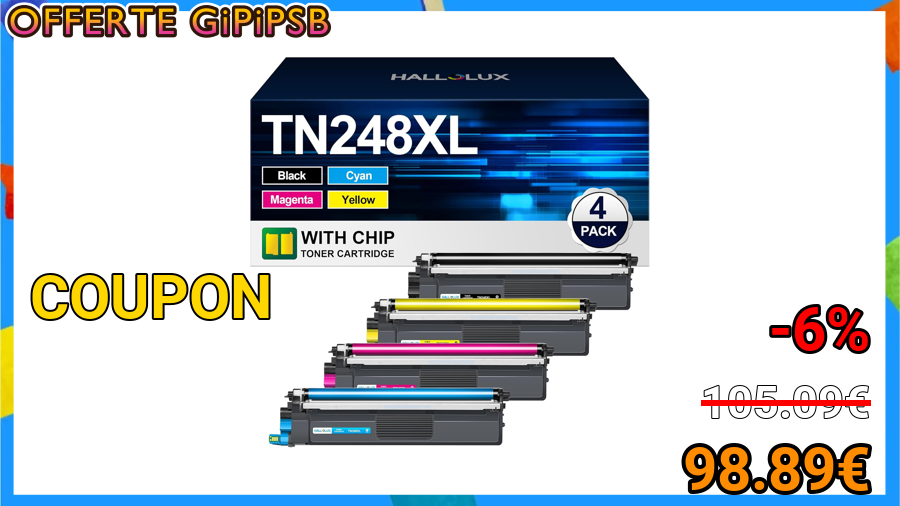 OFFERTE GiPiPSB
HALLOLUX
TN248XL
Black
Cyan
Magenta
Yellow
4
PACK
WITH CHIP
TONER CARTRIDGE
COUPON
-6%
105.09€
98.89€
HALLOLUX